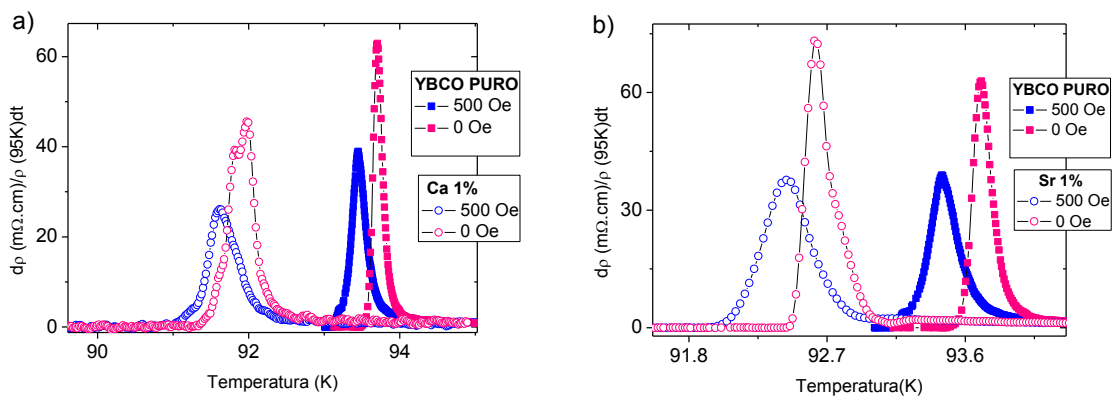 a)
dρ (mΩ.cm)/ρ (95K)dt
60
40
20
0
90
92
94
Temperatura (K)
YBCO PURO
500 Oe
0 Oe
Ca 1%
500 Oe
0 Oe
b)
dρ (mΩ.cm)/ρ (95K)dt
75
60
30
0
91.8
92.7
93.6
Temperatura(K)
YBCO PURO
500 Oe
0 Oe
Sr 1%
500 Oe
0 Oe